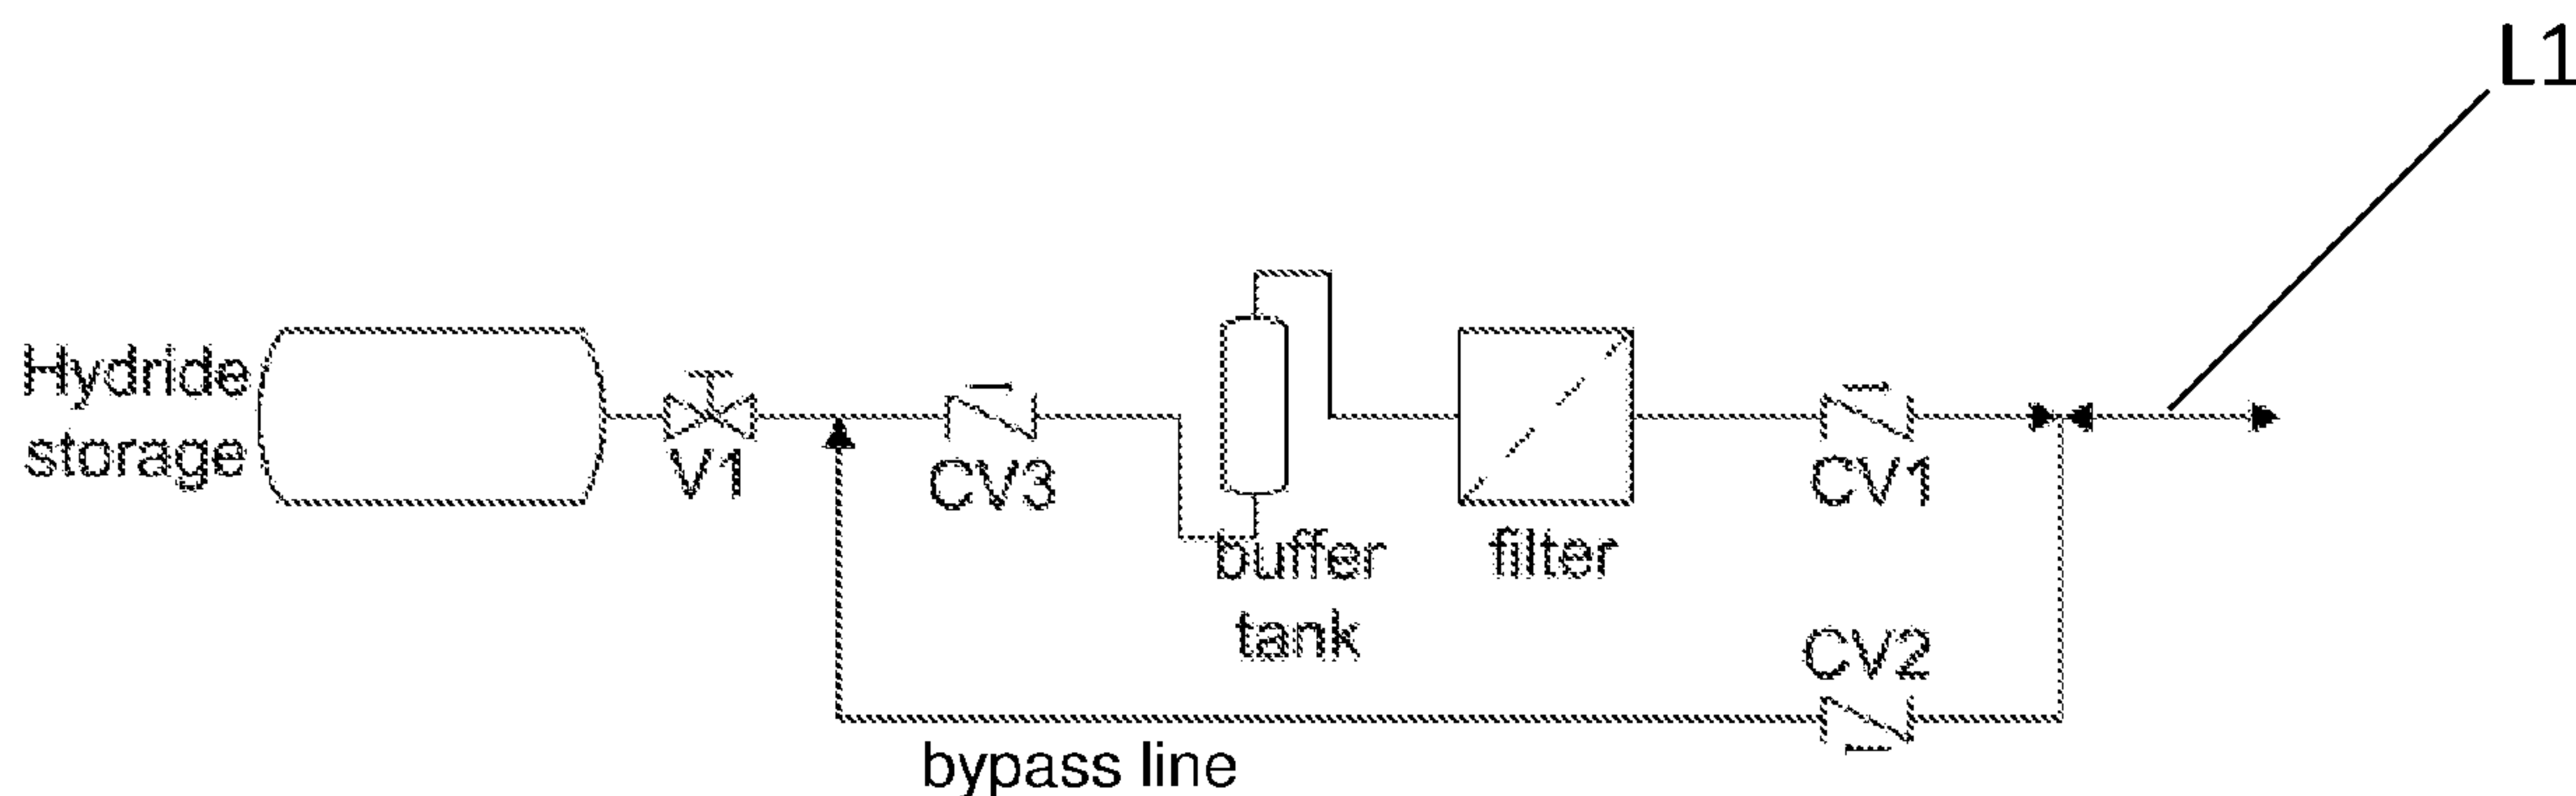 L1
Hydride
storage
V1
CV3
CV1
buffer
tank
filter
CV2
bypass line